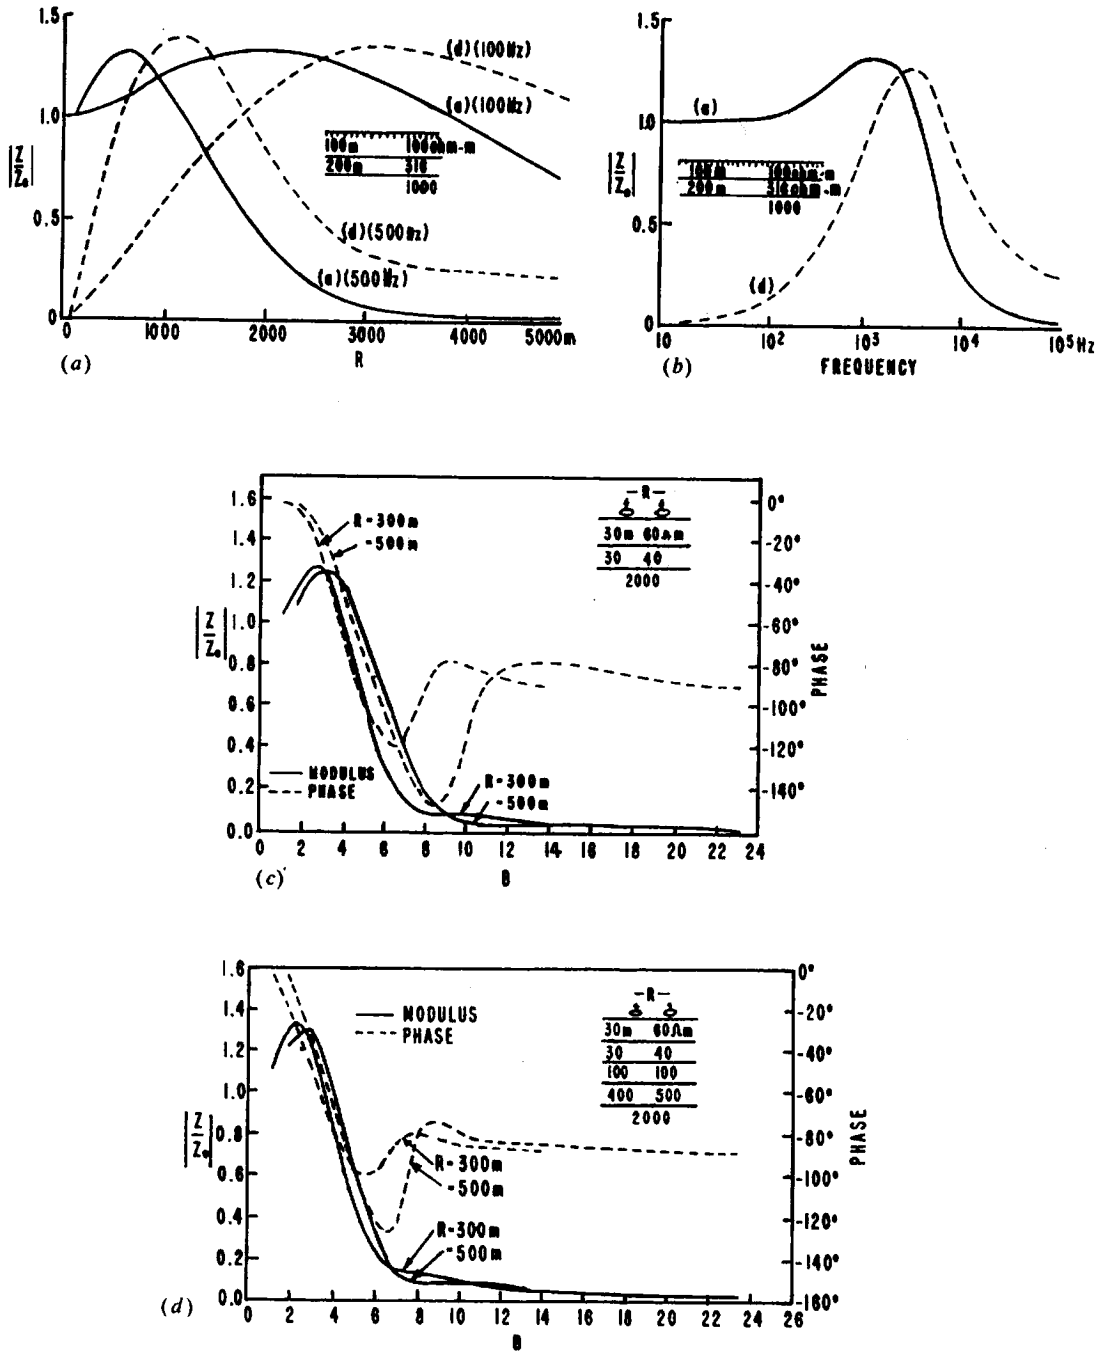 1.5
1.0
0.5
0
|Z/Z₀|
(d)(100Hz)
(a)(100Hz)
100m 100ohm-m
200m 316
1000
(d)(500Hz)
(a)(500Hz)
0 1000 2000 3000 4000 5000m
R
(a)
1.5
1.0
0.5
0
|Z/Z₀|
(a)
100m 100ohm-m
200m 316ohm-m
1000
(d)
10 10² 10³ 10⁴ 10⁵Hz
FREQUENCY
(b)
1.6
1.4
1.2
1.0
0.8
0.6
0.4
0.2
0.0
|Z/Z₀|
R=300m
=500m
-R-
30m 60Ωm
30 40
2000
0°
-20°
-40°
-60°
-80°
-100°
-120°
-140°
PHASE
MODULUS
PHASE
R=300m
=500m
0 2 4 6 8 10 12 14 16 18 20 22 24
B
(c)
1.6
1.4
1.2
1.0
0.8
0.6
0.4
0.2
0.0
|Z/Z₀|
MODULUS
PHASE
-R-
30m 60Ωm
30 40
100 100
400 500
2000
0°
-20°
-40°
-60°
-80°
-100°
-120°
-140°
-160°
PHASE
R=300m
=500m
R=300m
=500m
0 2 4 6 8 10 12 14 16 18 20 22 24 26
B
(d)